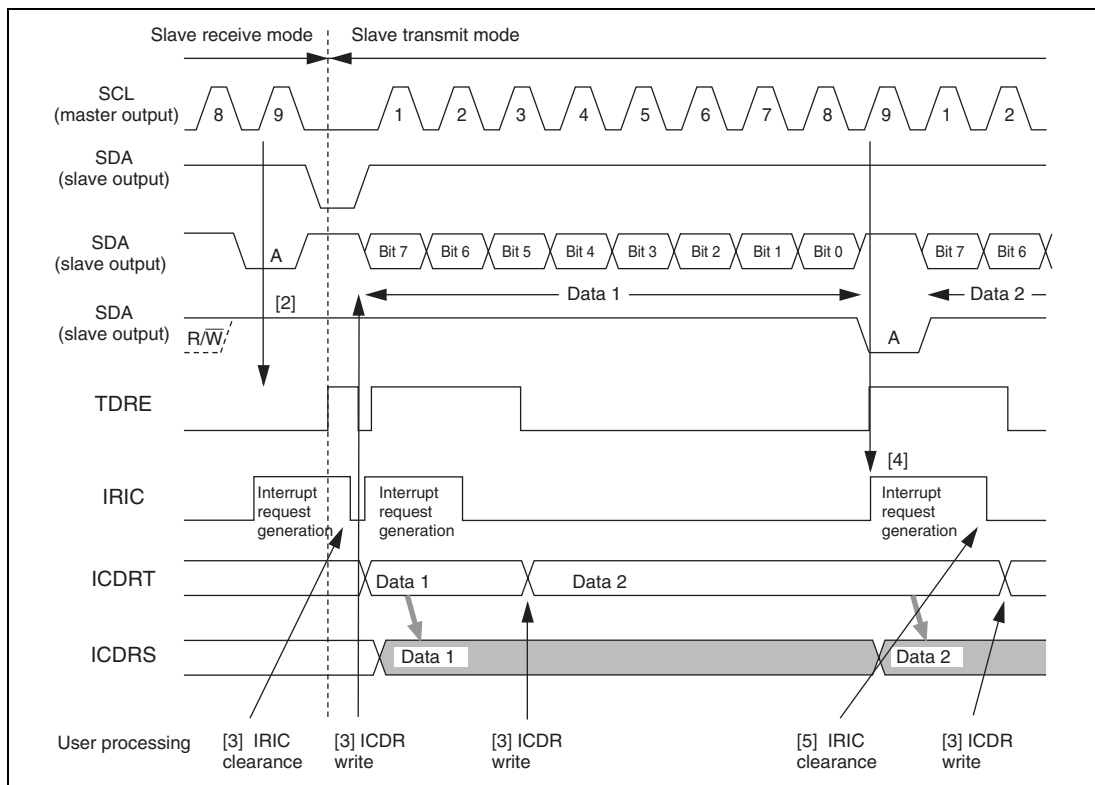 Slave receive mode
Slave transmit mode
SCL
(master output)
8
9
1
2
3
4
5
6
7
8
9
1
2
SDA
(slave output)
SDA
(slave output)
A
Bit 7
Bit 6
Bit 5
Bit 4
Bit 3
Bit 2
Bit 1
Bit 0
Bit 7
Bit 6
Data 1
Data 2
[2]
SDA
(slave output)
R/W̅
A
TDRE
[4]
IRIC
Interrupt
request
generation
Interrupt
request
generation
Interrupt
request
generation
ICDRT
Data 1
Data 2
ICDRS
Data 1
Data 2
User processing
[3] IRIC
clearance
[3] ICDR
write
[3] ICDR
write
[5] IRIC
clearance
[3] ICDR
write